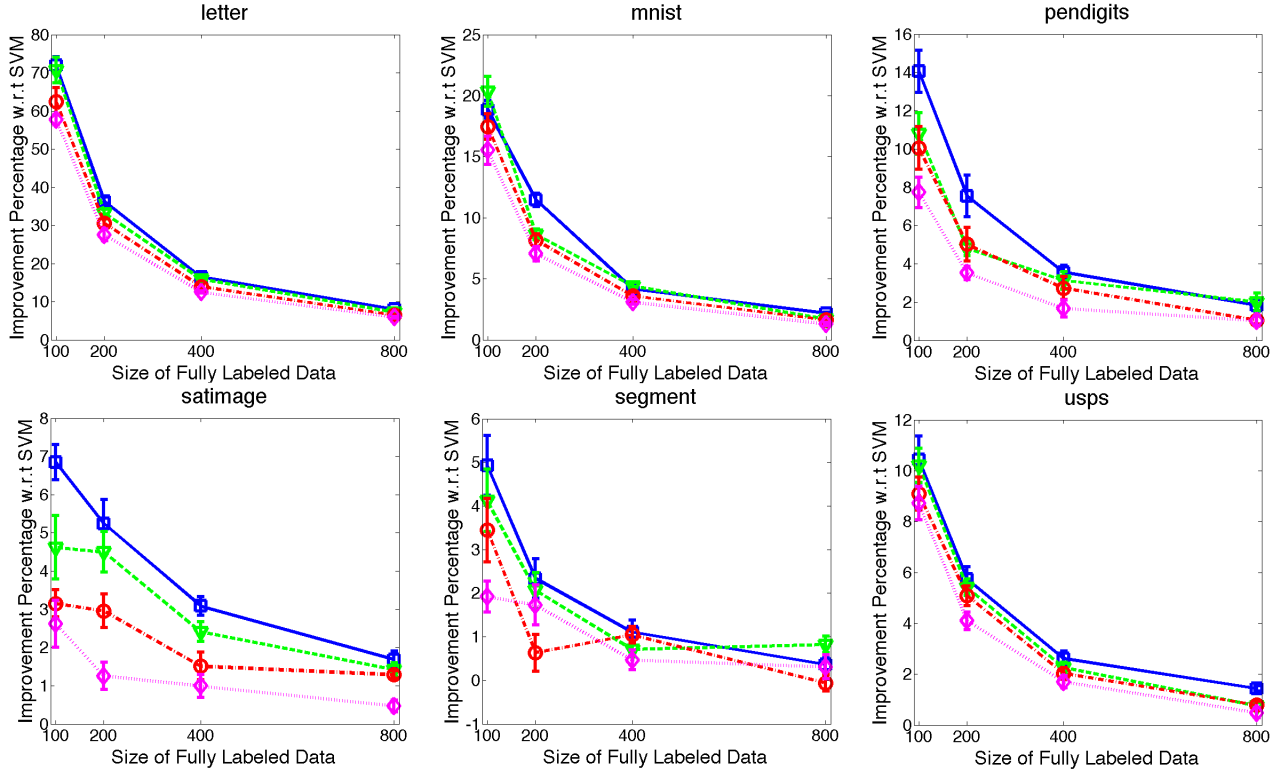 letter
80
70
60
50
40
30
20
10
0
Improvement Percentage w.r.t SVM
100 200 400 800
Size of Fully Labeled Data
mnist
25
20
15
10
5
0
Improvement Percentage w.r.t SVM
100 200 400 800
Size of Fully Labeled Data
pendigits
16
14
12
10
8
6
4
2
0
Improvement Percentage w.r.t SVM
100 200 400 800
Size of Fully Labeled Data
satimage
8
7
6
5
4
3
2
1
0
Improvement Percentage w.r.t SVM
100 200 400 800
Size of Fully Labeled Data
segment
6
5
4
3
2
1
0
-1
Improvement Percentage w.r.t SVM
100 200 400 800
Size of Fully Labeled Data
usps
12
10
8
6
4
2
0
Improvement Percentage w.r.t SVM
100 200 400 800
Size of Fully Labeled Data